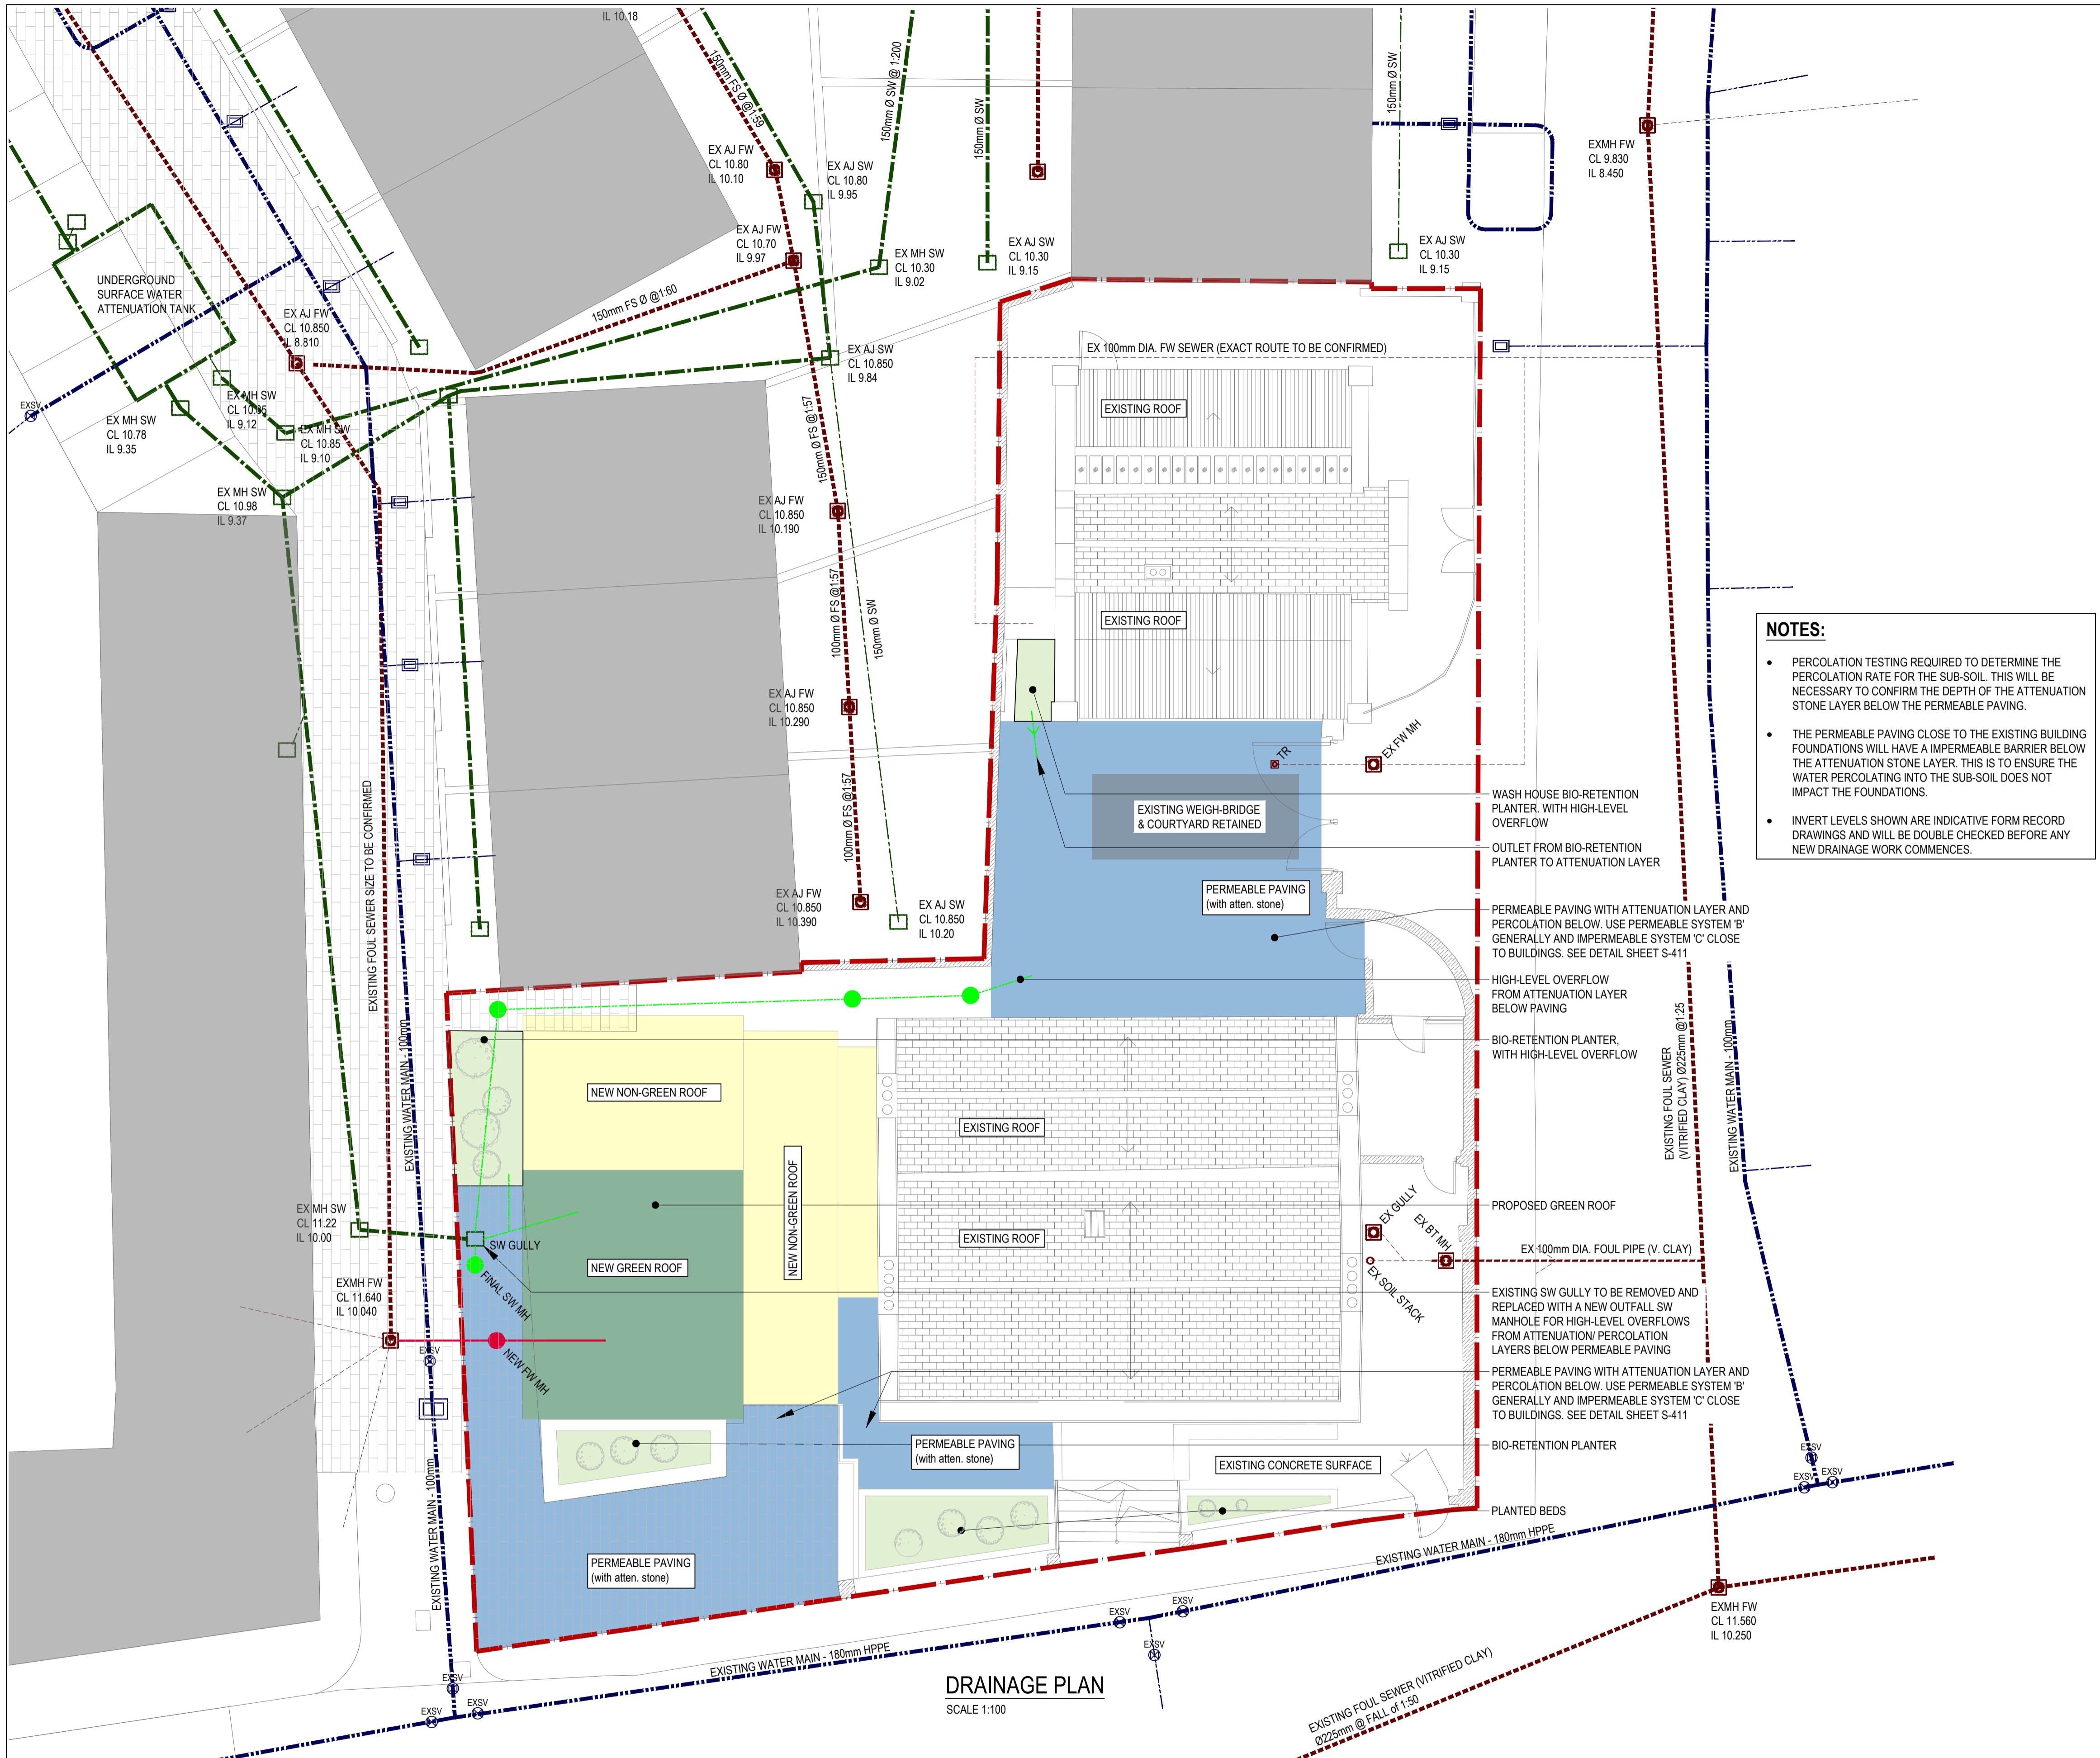 IL 10.18
150mm FS Ø @1:59
150mm Ø SW @ 1:200
150mm Ø SW
150mm Ø SW
EXMH FW
CL 9.830
IL 8.450
EX AJ FW
CL 10.80
IL 10.10
EX AJ SW
CL 10.80
IL 9.95
EX AJ FW
CL 10.70
IL 9.97
EX MH SW
CL 10.30
IL 9.02
EX AJ SW
CL 10.30
IL 9.15
EX AJ SW
CL 10.30
IL 9.15
UNDERGROUND
SURFACE WATER
ATTENUATION TANK
150mm FS Ø @1:60
EX AJ FW
CL 10.850
IL 8.810
EX AJ SW
CL 10.850
IL 9.84
EX 100mm DIA. FW SEWER (EXACT ROUTE TO BE CONFIRMED)
EXSV
EX MH SW
CL 10.85
IL 9.12
EX MH SW
CL 10.78
IL 9.35
EX MH SW
CL 10.85
IL 9.10
EXISTING ROOF
150mm Ø FS @1:57
EX MH SW
CL 10.98
IL 9.37
EX AJ FW
CL 10.850
IL 10.190
100mm Ø FS @1:57
150mm Ø SW
EXISTING ROOF
EX AJ FW
CL 10.850
IL 10.290
100mm Ø FS @1:57
EX AJ FW
CL 10.850
IL 10.390
EX AJ SW
CL 10.850
IL 10.20
EXISTING FOUL SEWER SIZE TO BE CONFIRMED
EXISTING WATER MAIN - 100mm
TR
EX FW MH
EXISTING WEIGH-BRIDGE
& COURTYARD RETAINED
PERMEABLE PAVING
(with atten. stone)
NOTES:
• PERCOLATION TESTING REQUIRED TO DETERMINE THE
PERCOLATION RATE FOR THE SUB-SOIL. THIS WILL BE
NECESSARY TO CONFIRM THE DEPTH OF THE ATTENUATION
STONE LAYER BELOW THE PERMEABLE PAVING.
• THE PERMEABLE PAVING CLOSE TO THE EXISTING BUILDING
FOUNDATIONS WILL HAVE A IMPERMEABLE BARRIER BELOW
THE ATTENUATION STONE LAYER. THIS IS TO ENSURE THE
WATER PERCOLATING INTO THE SUB-SOIL DOES NOT
IMPACT THE FOUNDATIONS.
• INVERT LEVELS SHOWN ARE INDICATIVE FORM RECORD
DRAWINGS AND WILL BE DOUBLE CHECKED BEFORE ANY
NEW DRAINAGE WORK COMMENCES.
WASH HOUSE BIO-RETENTION
PLANTER. WITH HIGH-LEVEL
OVERFLOW
OUTLET FROM BIO-RETENTION
PLANTER TO ATTENUATION LAYER
PERMEABLE PAVING WITH ATTENUATION LAYER AND
PERCOLATION BELOW. USE PERMEABLE SYSTEM 'B'
GENERALLY AND IMPERMEABLE SYSTEM 'C' CLOSE
TO BUILDINGS. SEE DETAIL SHEET S-411
HIGH-LEVEL OVERFLOW
FROM ATTENUATION LAYER
BELOW PAVING
BIO-RETENTION PLANTER,
WITH HIGH-LEVEL OVERFLOW
EXISTING FOUL SEWER
(VITRIFIED CLAY) Ø225mm @1:25
EXISTING WATER MAIN - 100mm
NEW NON-GREEN ROOF
NEW NON-GREEN ROOF
EXISTING ROOF
EXISTING ROOF
PROPOSED GREEN ROOF
EX GULLY
EX BT MH
EX SOIL STACK
EX 100mm DIA. FOUL PIPE (V. CLAY)
EX MH SW
CL 11.22
IL 10.00
SW GULLY
FINAL SW MH
NEW GREEN ROOF
EXMH FW
CL 11.640
IL 10.040
EXSV
NEW FW MH
EXISTING SW GULLY TO BE REMOVED AND
REPLACED WITH A NEW OUTFALL SW
MANHOLE FOR HIGH-LEVEL OVERFLOWS
FROM ATTENUATION/ PERCOLATION
LAYERS BELOW PERMEABLE PAVING
PERMEABLE PAVING WITH ATTENUATION LAYER AND
PERCOLATION BELOW. USE PERMEABLE SYSTEM 'B'
GENERALLY AND IMPERMEABLE SYSTEM 'C' CLOSE
TO BUILDINGS. SEE DETAIL SHEET S-411
BIO-RETENTION PLANTER
PERMEABLE PAVING
(with atten. stone)
EXISTING CONCRETE SURFACE
PLANTED BEDS
EXSV
EXSV
EXSV
EXISTING WATER MAIN - 100mm
PERMEABLE PAVING
(with atten. stone)
EXISTING WATER MAIN - 180mm HPPE
EXMH FW
CL 11.560
IL 10.250
EXSV
EXSV
EXSV
EXISTING WATER MAIN - 180mm HPPE
EXSV
EXSV
EXSV
DRAINAGE PLAN
SCALE 1:100
EXISTING FOUL SEWER (VITRIFIED CLAY)
Ø225mm @ FALL of 1:50